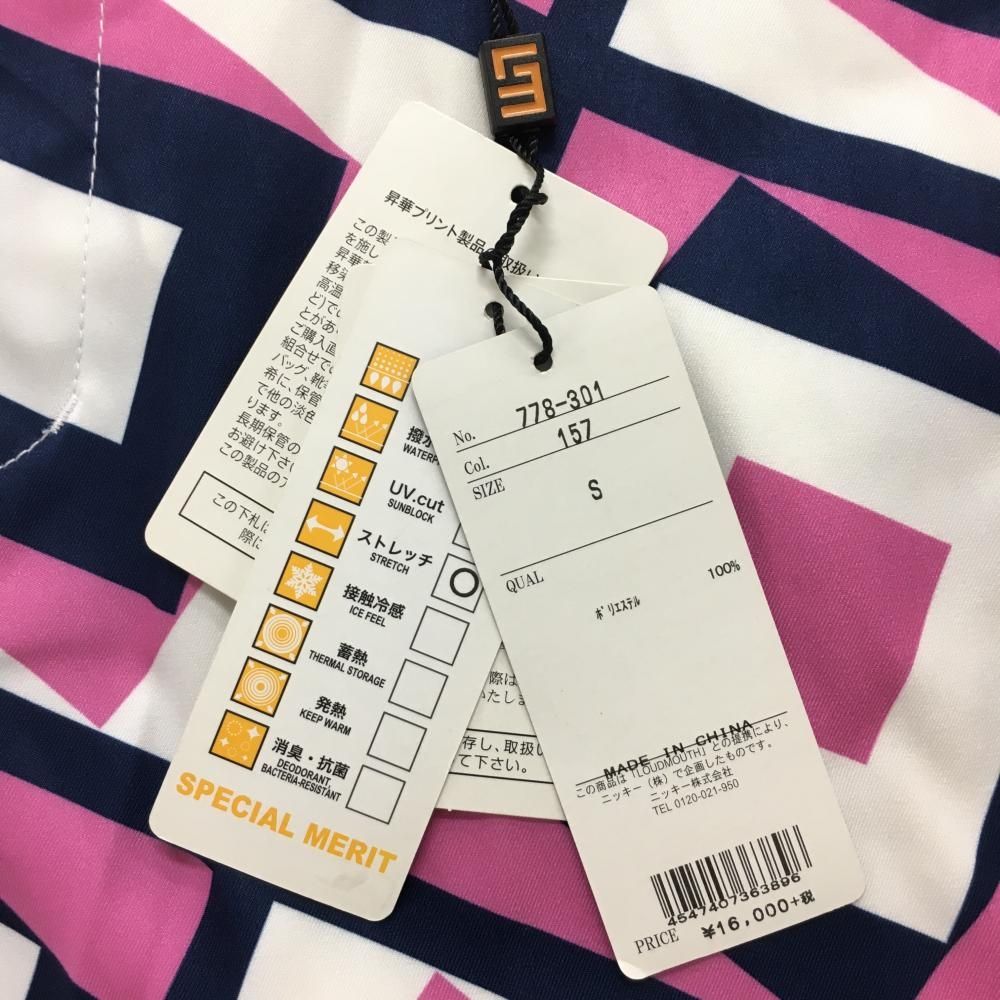 昇華プリント製品の取扱い
この製
を施し
昇華
移染
高温
ど)で
とがあ
ご購入直
組合せで
バッグ、靴
希に、保管
で他の淡色
ります。
長期保管の
お避け下さい
この製品の
この下札は
際に
撥水
WATERP
UV.cut
SUNBLOCK
ストレッチ
STRETCH
接触冷感
ICE FEEL
蓄熱
THERMAL STORAGE
発熱
KEEP WARM
消臭・抗菌
DEODORANT,
BACTERIA-RESISTANT
SPECIAL MERIT
際は
いたしま
存し、取扱い
て下さい。
No. 778-301
Col. 157
SIZE
S
QUAL 100%
ﾎﾟﾘｴｽﾃﾙ
MADE IN CHINA
この商品は「LOUDMOUTH」との提携により、
ニッキー（株）で企画したものです。
ニッキー株式会社
TEL 0120-021-950
4547407363896
PRICE ¥16,000+税